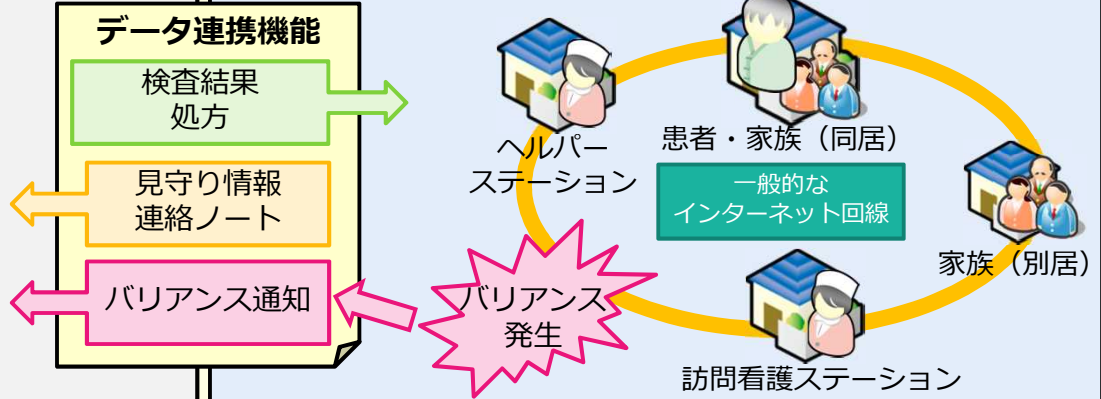 データ連携機能
検査結果
処方
見守り情報
連絡ノート
バリアンス通知
ヘルパー
ステーション
患者・家族（同居）
一般的な
インターネット回線
家族（別居）
バリアンス
発生
訪問看護ステーション